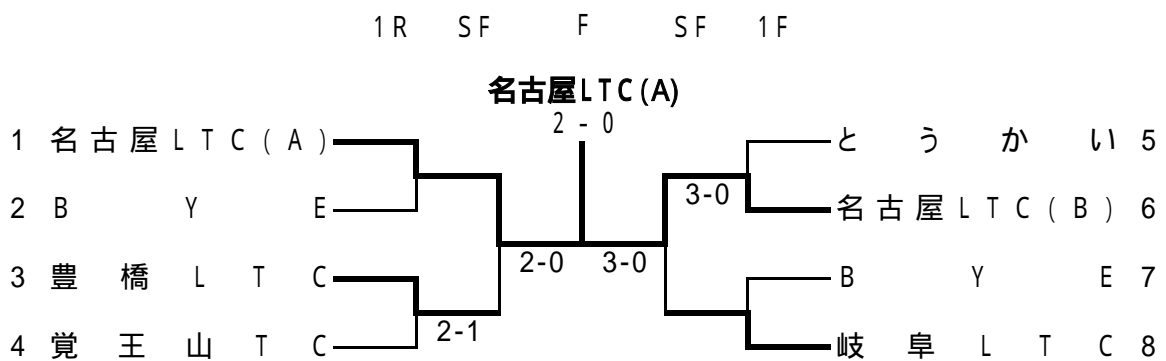 1R SF F SF 1F
名古屋LTC(A)
2-0
1 名古屋LTC(A)
とうかい 5
2 BYE
3-0
名古屋LTC(B) 6
2-0 3-0
3 豊橋LTC
BYE 7
2-1
4 覚王山TC
岐阜LTC 8